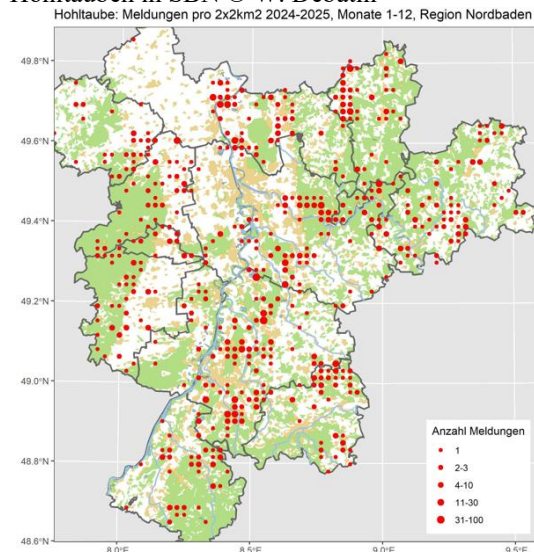 Hohltauben in SBN © W. Debatin
Hohltaube: Meldungen pro 2x2km2 2024-2025, Monate 1-12, Region Nordbaden
49.8°N
49.6°N
49.4°N
49.2°N
49.0°N
48.8°N
48.6°N
8.0°E
8.5°E
9.0°E
9.5°E
Anzahl Meldungen
1
2-3
4-10
11-30
31-100